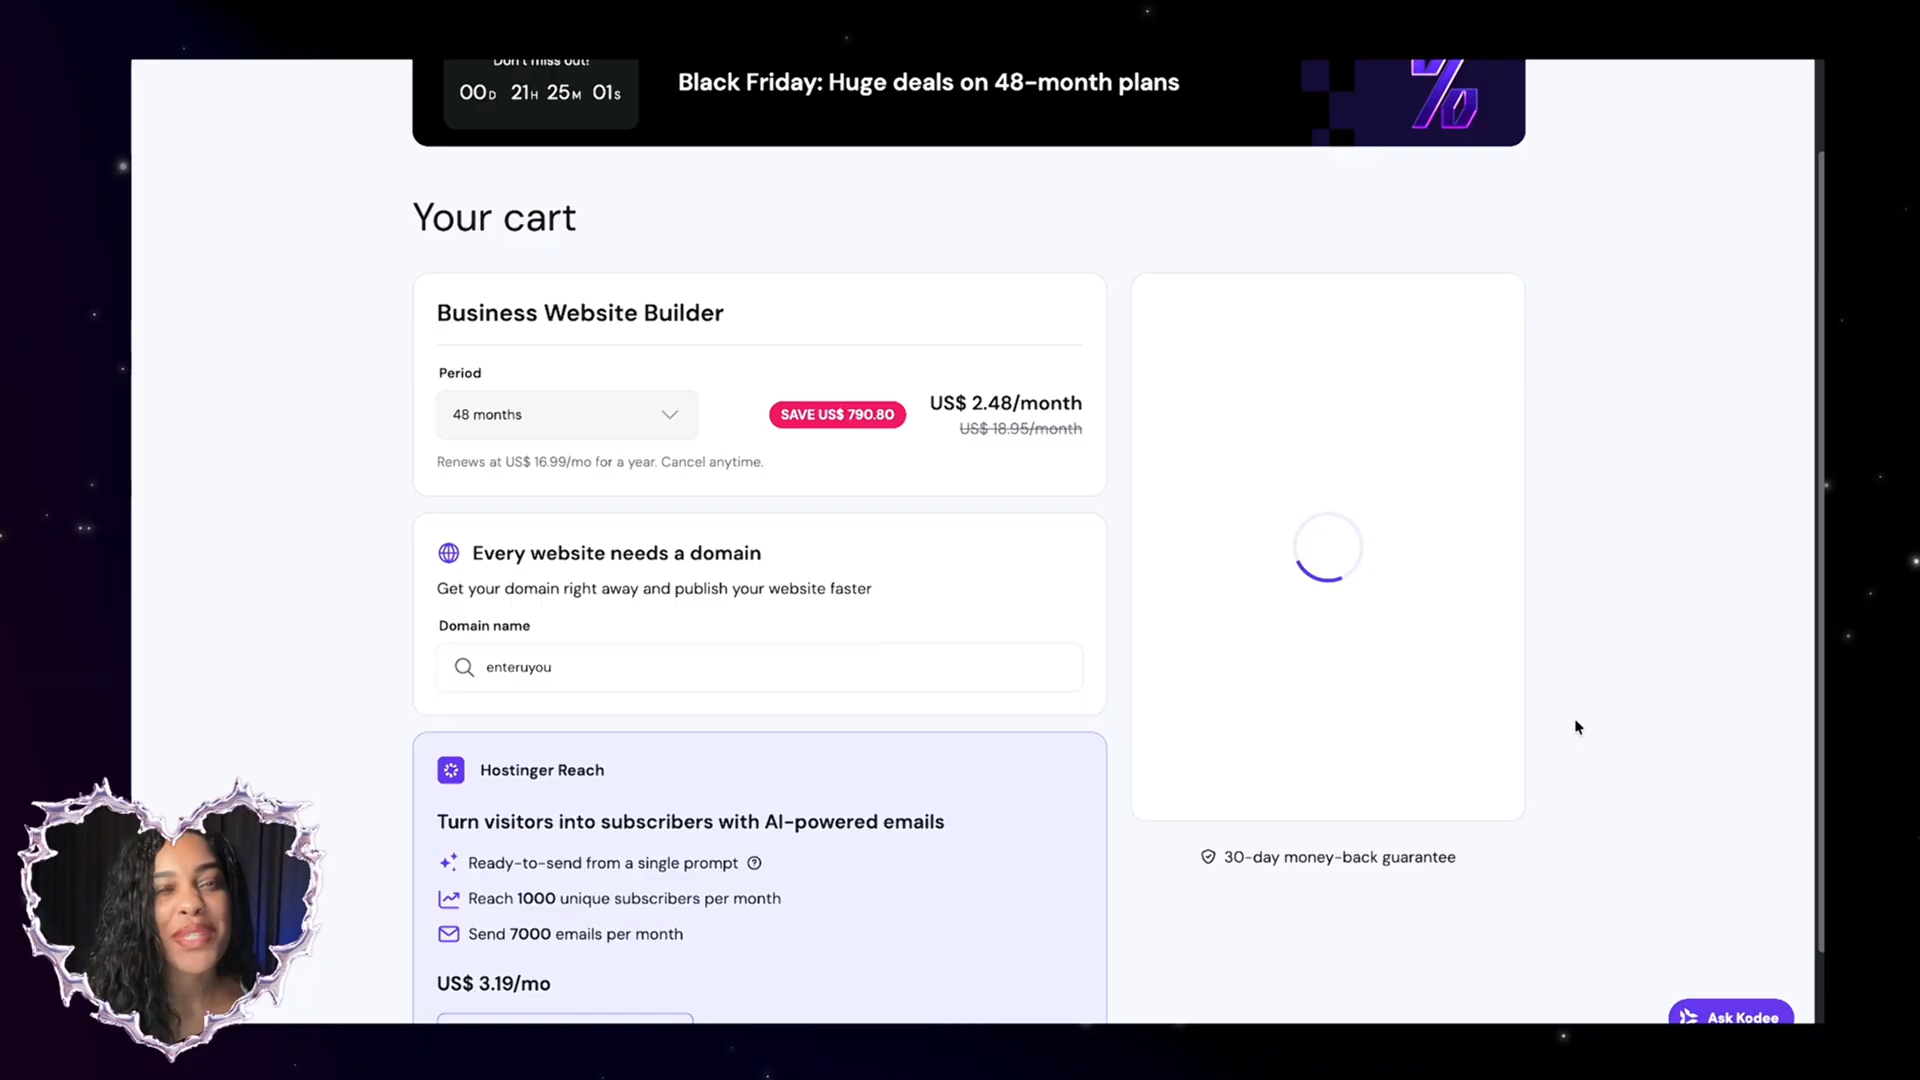 Don't miss out!
00D 21H 25M 01S
Black Friday: Huge deals on 48-month plans
%
Your cart
Business Website Builder
Period
48 months
SAVE US$ 790.80
US$ 2.48/month
US$ 18.95/month
Renews at US$ 16.99/mo for a year. Cancel anytime.
Every website needs a domain
Get your domain right away and publish your website faster
Domain name
enteruyou
Hostinger Reach
Turn visitors into subscribers with AI-powered emails
Ready-to-send from a single prompt ?
Reach 1000 unique subscribers per month
Send 7000 emails per month
US$ 3.19/mo
30-day money-back guarantee
Ask Kodee